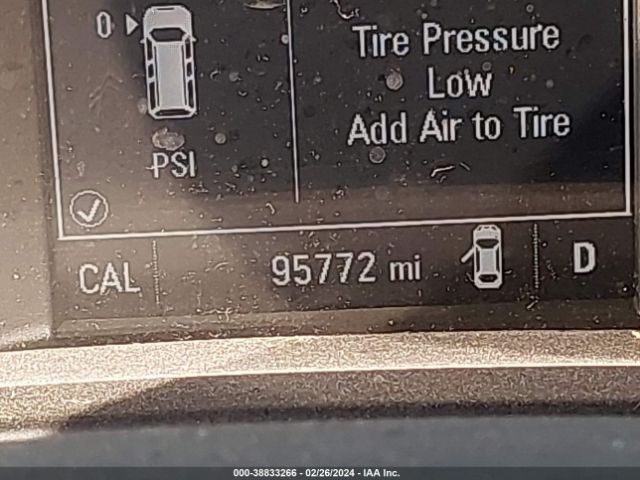 0
PSI
Tire Pressure
Low
Add Air to Tire
CAL 95772 mi D
000-38833266 - 02/26/2024 - IAA Inc.